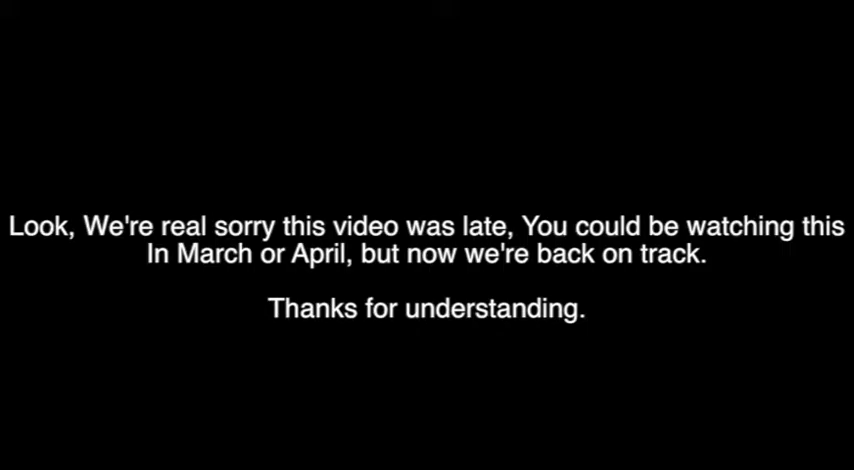 Look, We're real sorry this video was late, You could be watching this
In March or April, but now we're back on track.
Thanks for understanding.